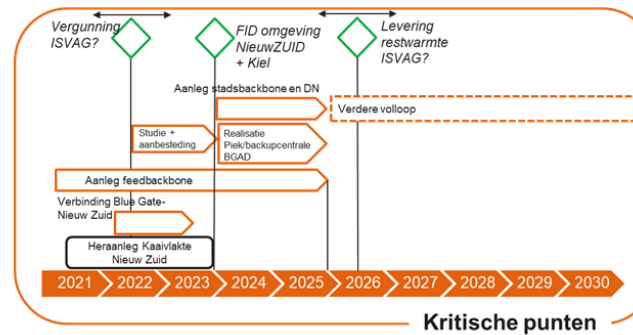 Vergunning
ISVAG?
FID omgeving
NieuwZUID
+ Kiel
Levering
restwarmte
ISVAG?
Aanleg stadsbackbone en DN
Verdere volloop
Studie +
aanbesteding
Realisatie
Piek/backupcentrale
BGAD
Aanleg feedbackbone
Verbinding Blue Gate-
Nieuw Zuid
Heraanleg Kaaivlakte
Nieuw Zuid
2021 2022 2023 2024 2025 2026 2027 2028 2029 2030
Kritische punten